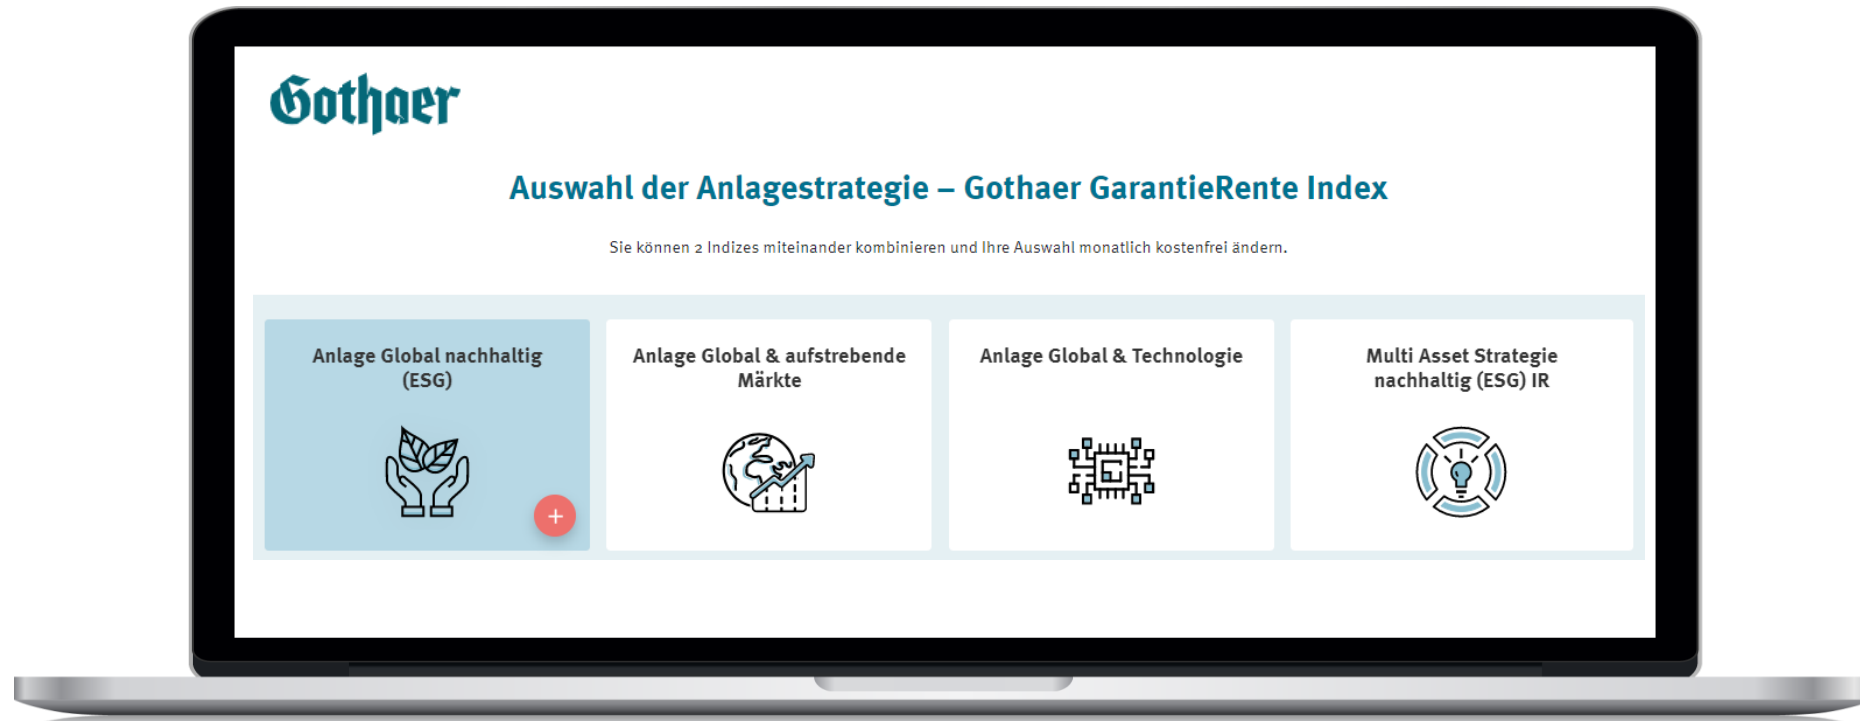 Gothaer
Auswahl der Anlagestrategie – Gothaer GarantieRente Index
Sie können 2 Indizes miteinander kombinieren und Ihre Auswahl monatlich kostenfrei ändern.
Anlage Global nachhaltig
(ESG)
+
Anlage Global & aufstrebende
Märkte
Anlage Global & Technologie
Multi Asset Strategie
nachhaltig (ESG) IR